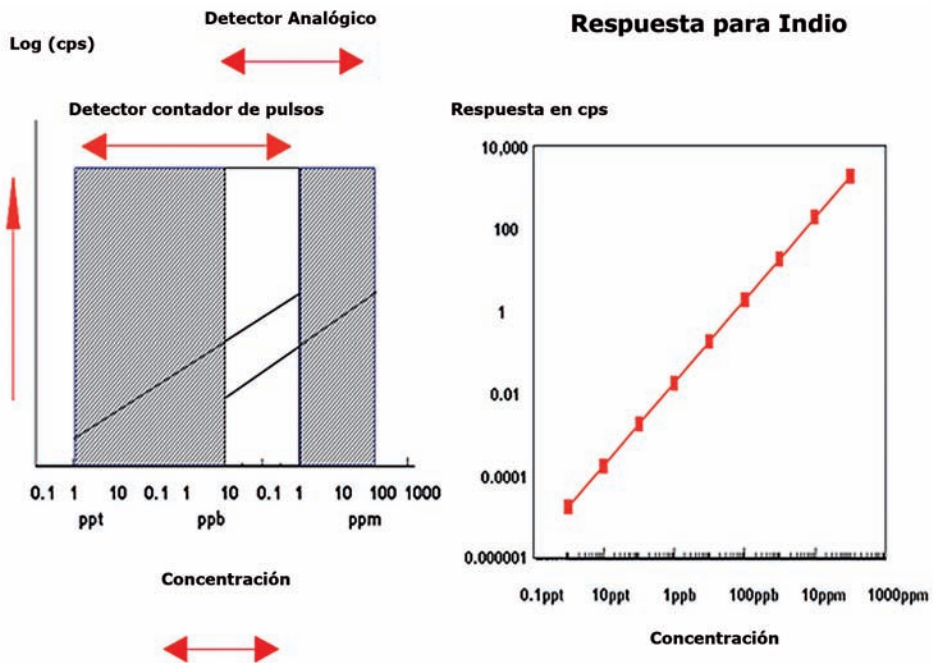 Detector Analógico
Log (cps)
Detector contador de pulsos
0.1 1 10 0.1 1 10 0.1 1 10 100 1000
ppt ppb ppm
Concentración
Respuesta para Indio
Respuesta en cps
10,000
100
1
0.01
0.0001
0.000001
0.1ppt 10ppt 1ppb 100ppb 10ppm 1000ppm
Concentración